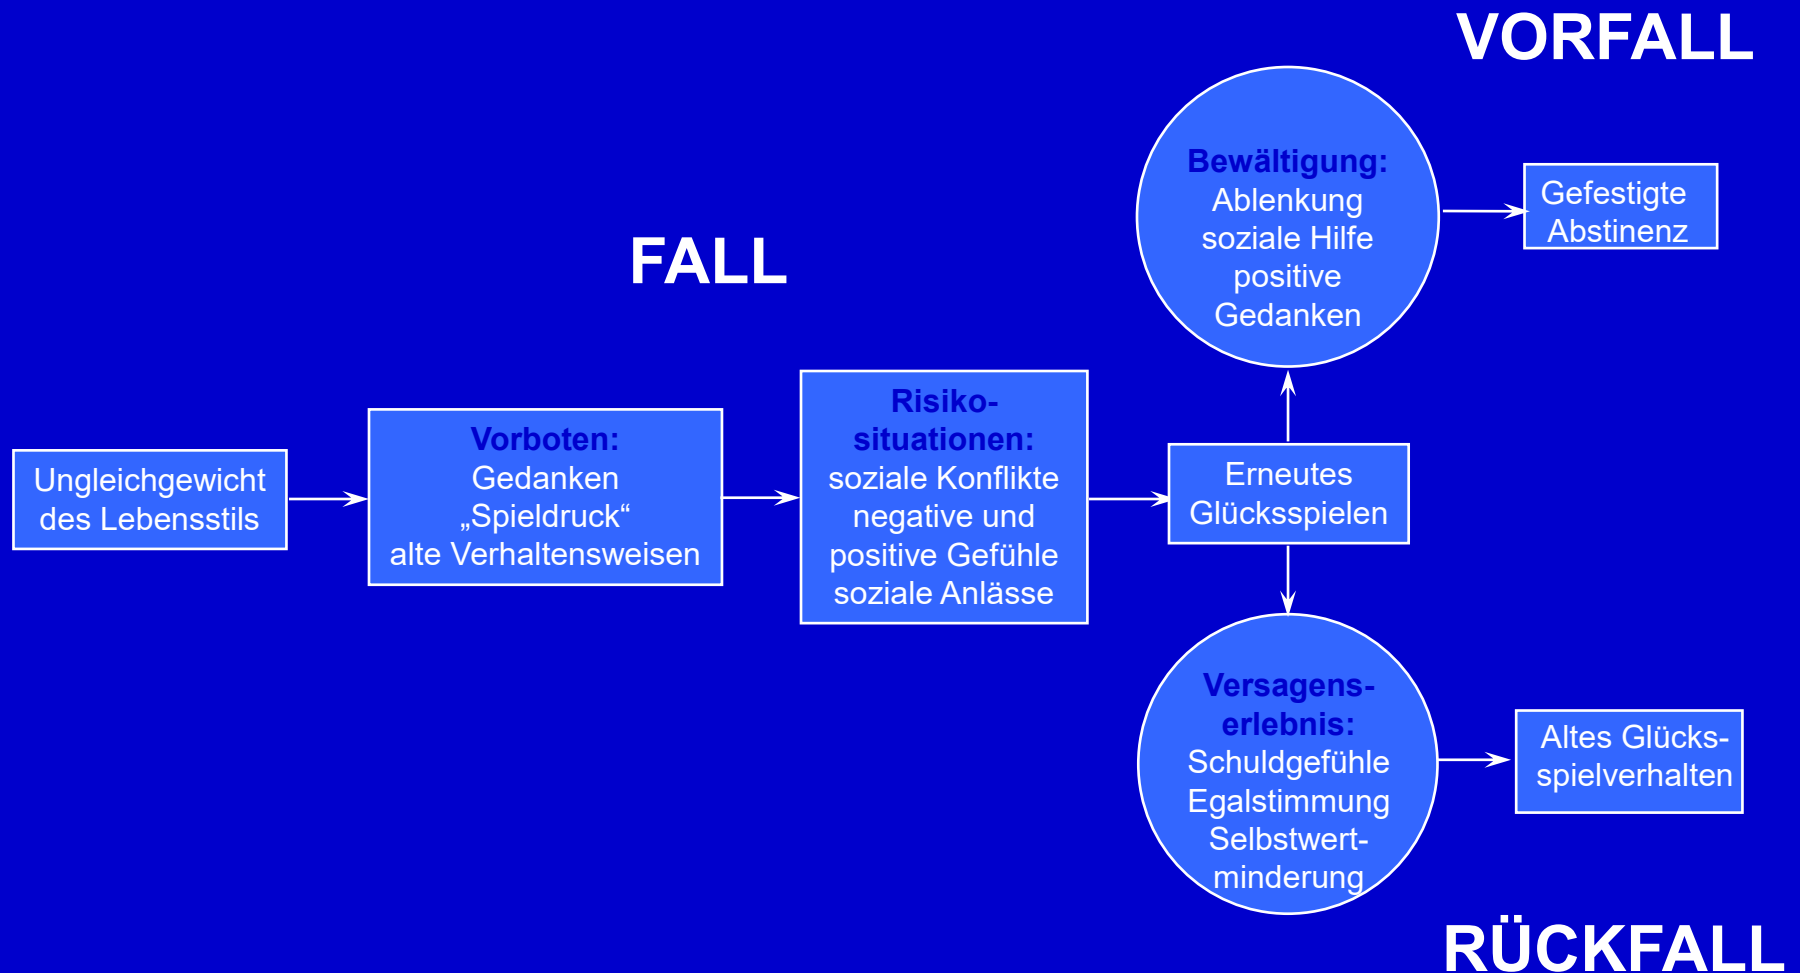 VORFALL
Bewältigung:
Ablenkung
soziale Hilfe
positive
Gedanken
Gefestigte
Abstinenz
FALL
Ungleichgewicht
des Lebensstils
Vorboten:
Gedanken
„Spieldruck“
alte Verhaltensweisen
Risiko-
situationen:
soziale Konflikte
negative und
positive Gefühle
soziale Anlässe
Erneutes
Glücksspielen
Versagens-
erlebnis:
Schuldgefühle
Egalstimmung
Selbstwert-
minderung
Altes Glücks-
spielverhalten
RÜCKFALL